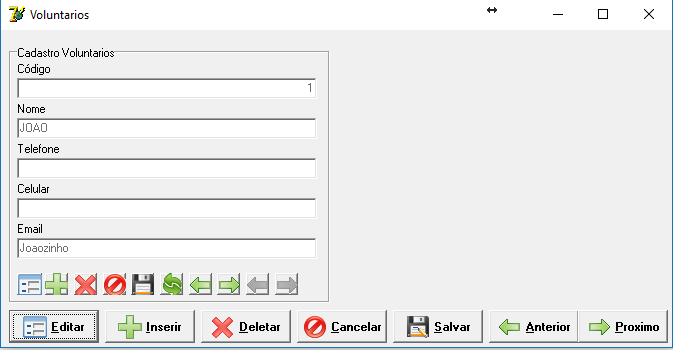 Voluntarios
Cadastro Voluntarios
Código
1
Nome
JOAO
Telefone
Celular
Email
Joaozinho
Editar Inserir Deletar Cancelar Salvar Anterior Proximo